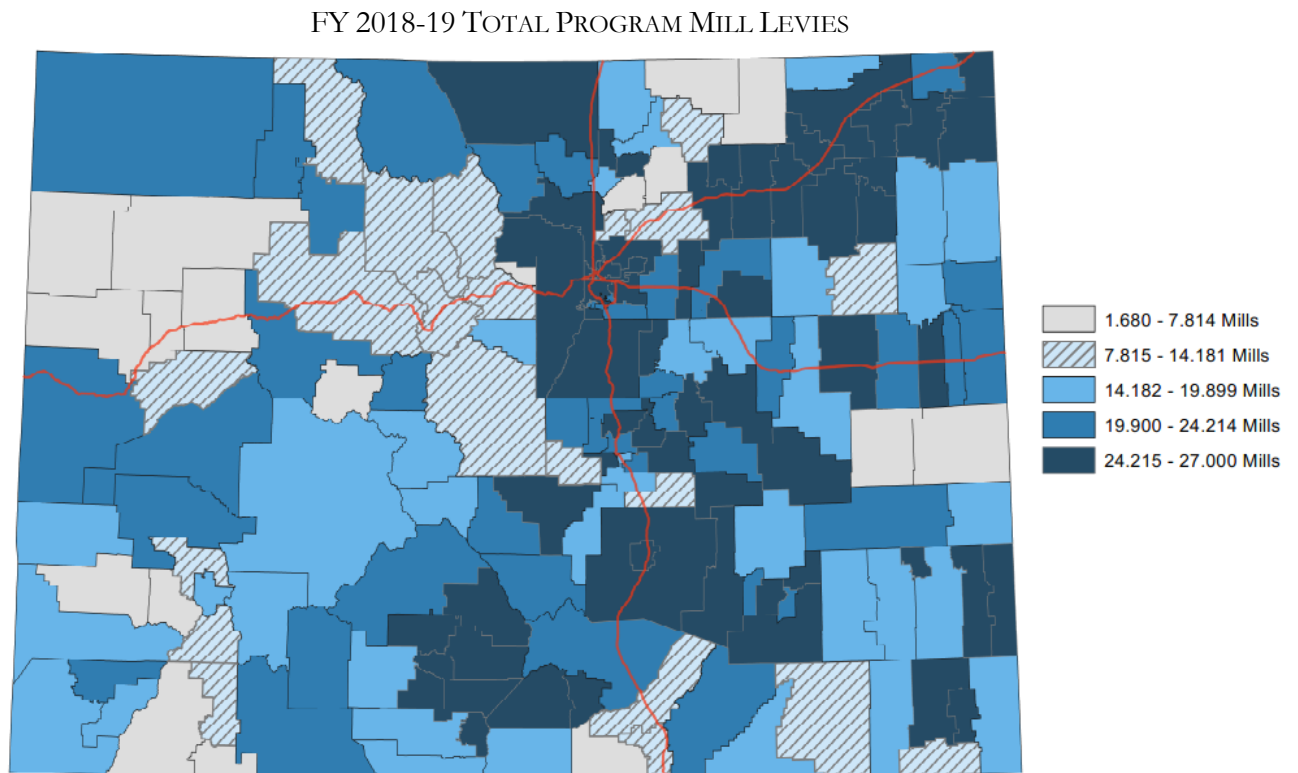 FY 2018-19 TOTAL PROGRAM MILL LEVIES
1.680 - 7.814 Mills
7.815 - 14.181 Mills
14.182 - 19.899 Mills
19.900 - 24.214 Mills
24.215 - 27.000 Mills